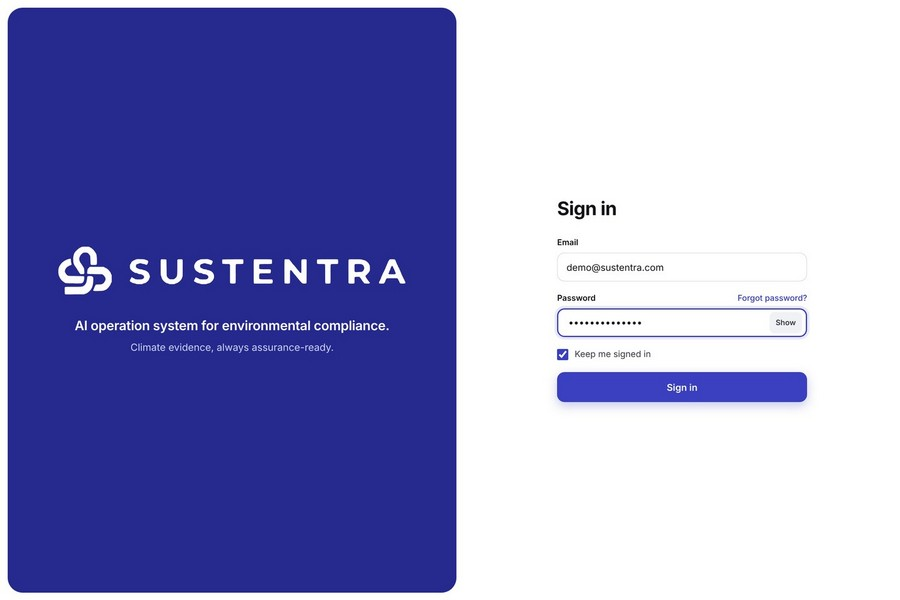 SUSTENTRA
AI operation system for environmental compliance.
Climate evidence, always assurance-ready.
Sign in
Email
demo@sustentra.com
Password Forgot password?
•••••••••••••• Show
Keep me signed in
Sign in